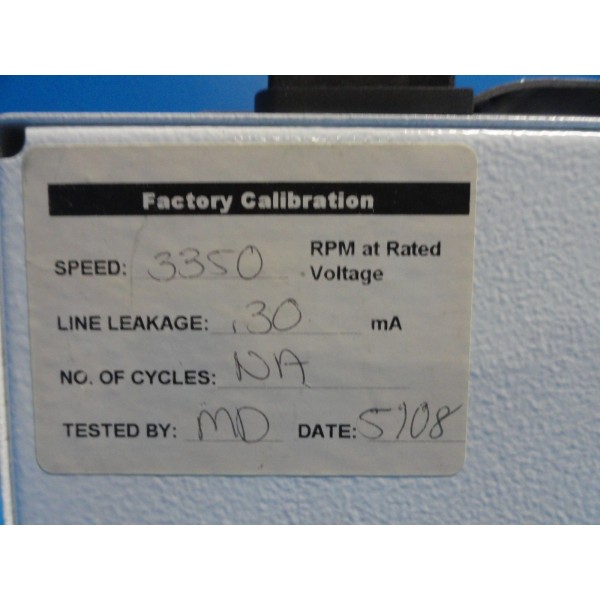 Factory Calibration
SPEED: 3350 RPM at Rated Voltage
LINE LEAKAGE: .30 mA
NO. OF CYCLES: NA
TESTED BY: MD DATE: 5/08